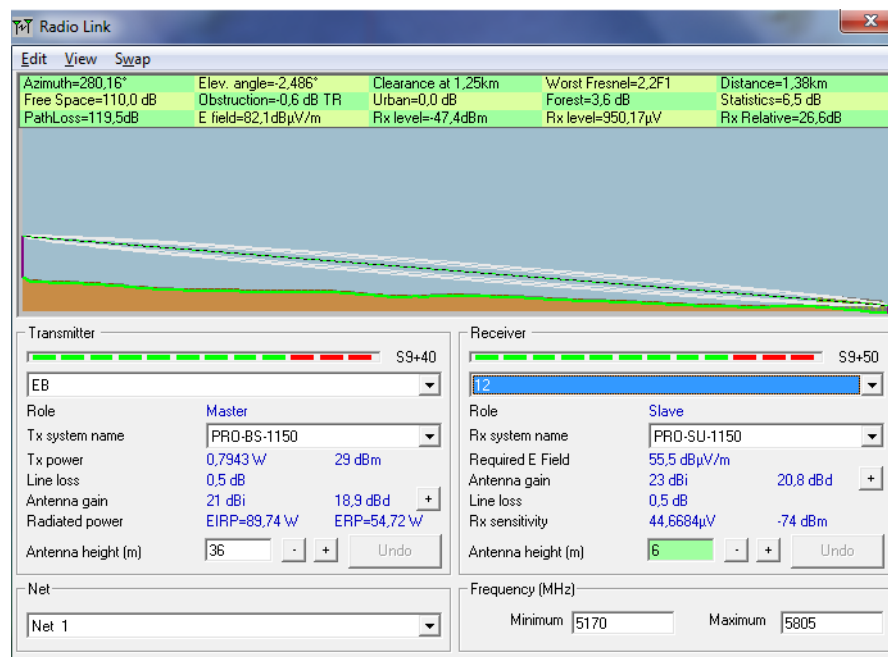 Radio Link
Edit View Swap
Azimuth=280,16° Elev. angle=-2,486° Clearance at 1,25km Worst Fresnel=2,2F1 Distance=1,38km
Free Space=110,0 dB Obstruction=-0,6 dB TR Urban=0,0 dB Forest=3,6 dB Statistics=6,5 dB
PathLoss=119,5dB E field=82,1dBµV/m Rx level=-47,4dBm Rx level=950,17µV Rx Relative=26,6dB
Transmitter
S9+40
EB
Role Master
Tx system name PRO-BS-1150
Tx power 0,7943 W 29 dBm
Line loss 0,5 dB
Antenna gain 21 dBi 18,9 dBd +
Radiated power EIRP=89,74 W ERP=54,72 W
Antenna height (m) 36 - + Undo
Receiver
S9+50
12
Role Slave
Rx system name PRO-SU-1150
Required E Field 55,5 dBµV/m
Antenna gain 23 dBi 20,8 dBd +
Line loss 0,5 dB
Rx sensitivity 44,6684µV -74 dBm
Antenna height (m) 6 - + Undo
Net
Net 1
Frequency (MHz)
Minimum 5170 Maximum 5805